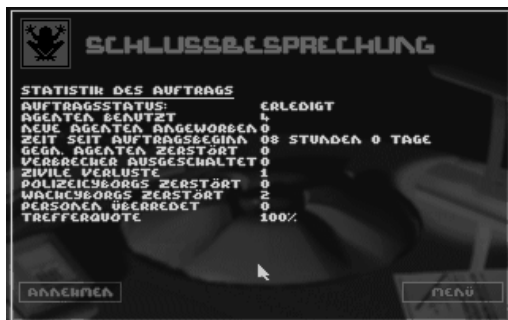 SCHLUSSBESPRECHUNG
STATISTIK DES AUFTRAGS
AUFTRAGSSTATUS: ERLEDIGT
AGENTEN BENUTZT 4
NEUE AGENTEN ANGEWORBEN 0
ZEIT SEIT AUFTRAGSBEGINN 08 STUNDEN 0 TAGE
GEGN. AGENTEN ZERSTÖRT 0
VERBRECHER AUSGESCHALTET 0
ZIVILE VERLUSTE 1
POLIZEICYBORGS ZERSTÖRT 0
WACHCYBORGS ZERSTÖRT 2
PERSONEN ÜBERREDET 0
TREFFERQUOTE 100%
ANNEHMEN MENÜ